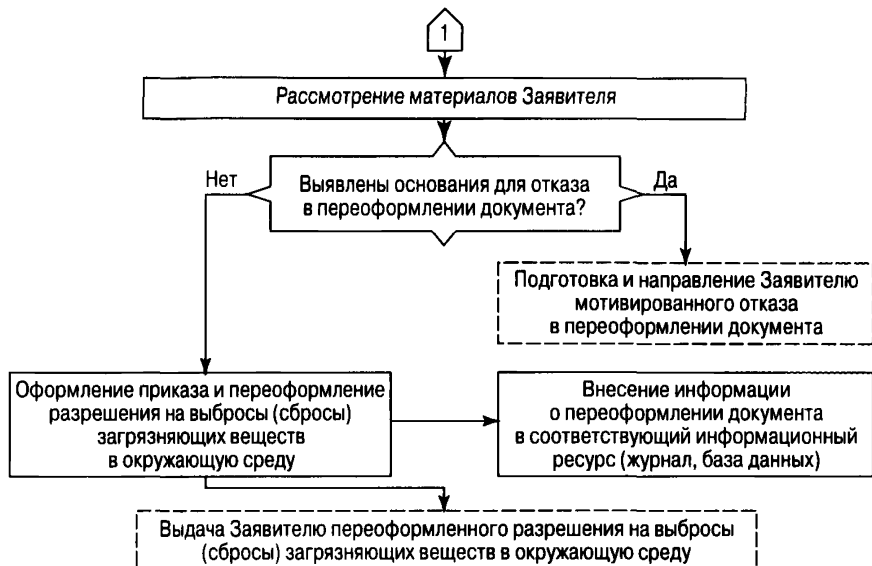 1
Рассмотрение материалов Заявителя
Нет
Выявлены основания для отказа
в переоформлении документа?
Да
Подготовка и направление Заявителю
мотивированного отказа
в переоформлении документа
Оформление приказа и переоформление
разрешения на выбросы (сбросы)
загрязняющих веществ
в окружающую среду
Внесение информации
о переоформлении документа
в соответствующий информационный
ресурс (журнал, база данных)
Выдача Заявителю переоформленного разрешения на выбросы
(сбросы) загрязняющих веществ в окружающую среду